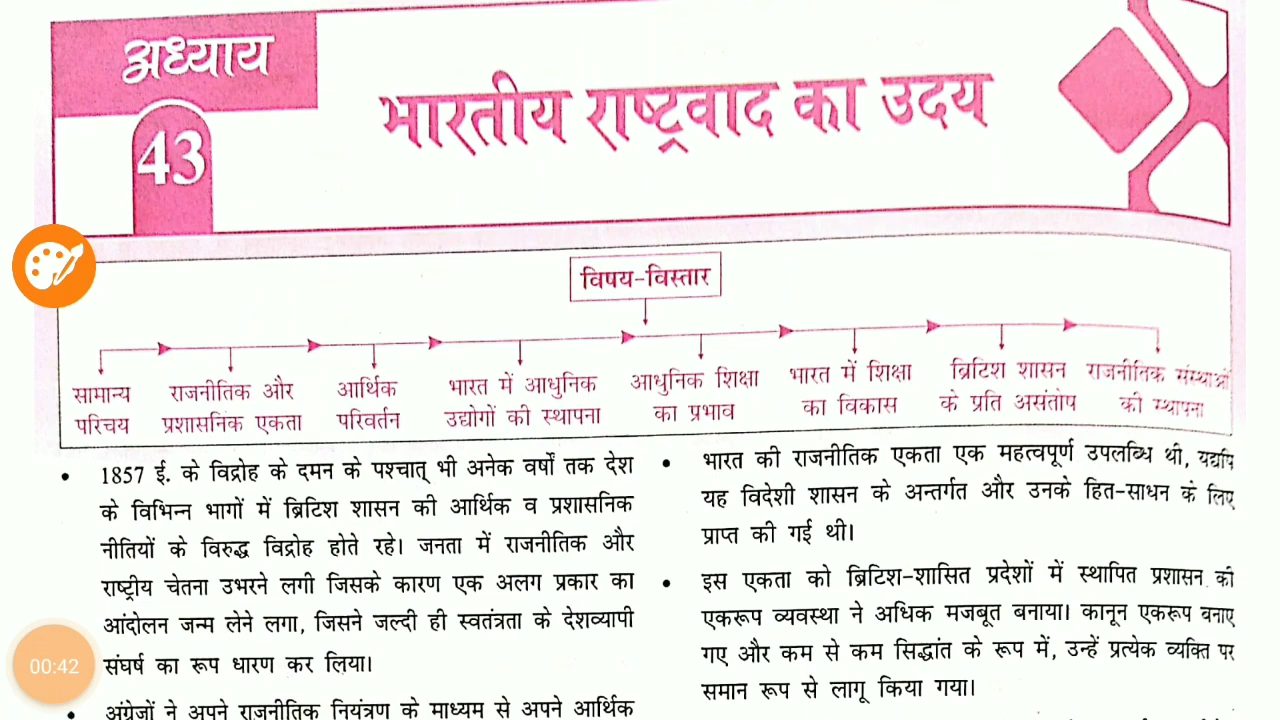 अध्याय
43
भारतीय राष्ट्रवाद का उदय
विषय-विस्तार
सामान्य परिचय
राजनीतिक और प्रशासनिक एकता
आर्थिक परिवर्तन
भारत में आधुनिक उद्योगों की स्थापना
आधुनिक शिक्षा का प्रभाव
भारत में शिक्षा का विकास
ब्रिटिश शासन के प्रति असंतोष
राजनीतिक संस्थाओं की स्थापना
• 1857 ई. के विद्रोह के दमन के पश्चात् भी अनेक वर्षों तक देश
के विभिन्न भागों में ब्रिटिश शासन की आर्थिक व प्रशासनिक
नीतियों के विरुद्ध विद्रोह होते रहे। जनता में राजनीतिक और
राष्ट्रीय चेतना उभरने लगी जिसके कारण एक अलग प्रकार का
आंदोलन जन्म लेने लगा, जिसने जल्दी ही स्वतंत्रता के देशव्यापी
संघर्ष का रूप धारण कर लिया।
• अंग्रेजों ने अपने राजनीतिक नियंत्रण के माध्यम से अपने आर्थिक
• भारत की राजनीतिक एकता एक महत्वपूर्ण उपलब्धि थी, यद्यपि
यह विदेशी शासन के अन्तर्गत और उनके हित-साधन के लिए
प्राप्त की गई थी।
• इस एकता को ब्रिटिश-शासित प्रदेशों में स्थापित प्रशासन की
एकरूप व्यवस्था ने अधिक मजबूत बनाया। कानून एकरूप बनाए
गए और कम से कम सिद्धांत के रूप में, उन्हें प्रत्येक व्यक्ति पर
समान रूप से लागू किया गया।
00:42